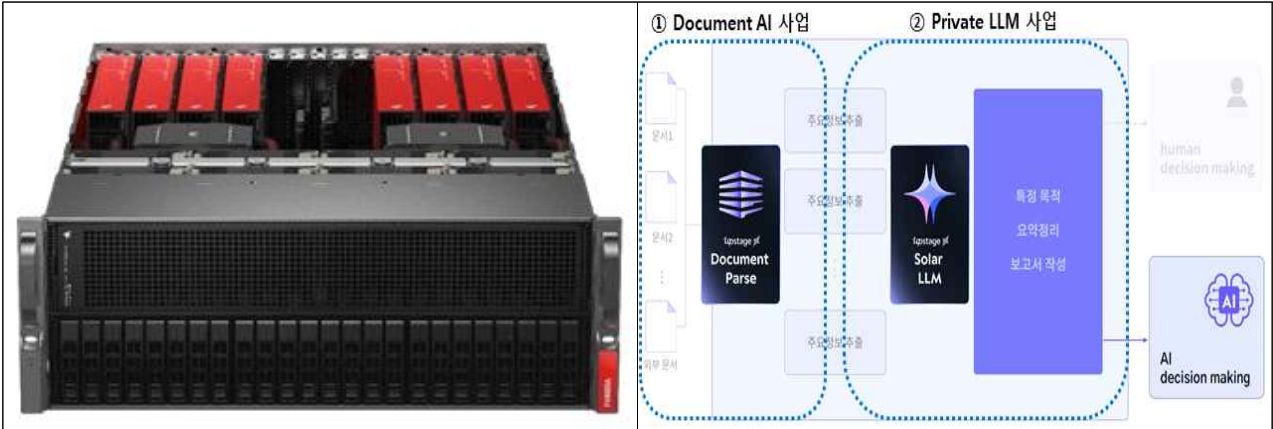 FURIOSA
① Document AI 사업
② Private LLM 사업
문서1
문서2
외부 문서
upstage
Document
Parse
주요정보 추출
주요정보 추출
주요정보 추출
upstage
Solar
LLM
특정 목적
요약정리
보고서 작성
human
decision making
AI
AI
decision making